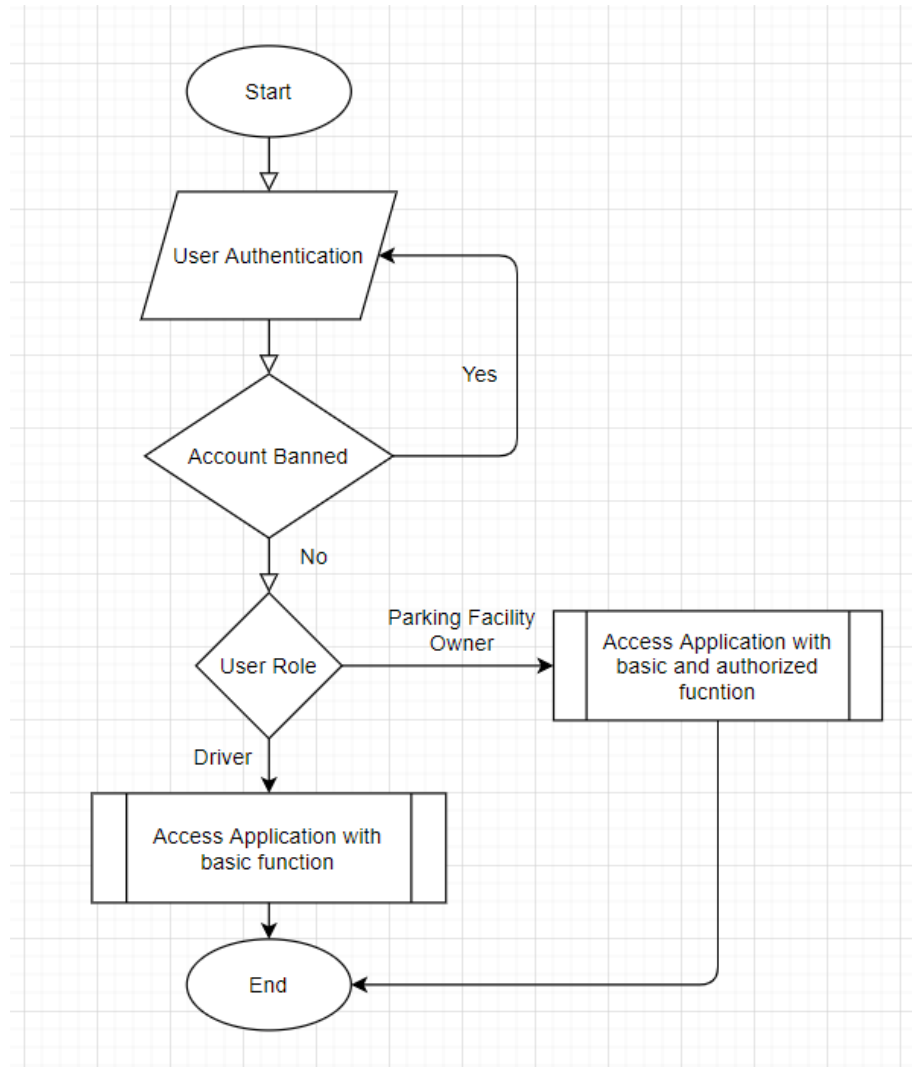 Start
User Authentication
Yes
Account Banned
No
Parking Facility
Owner
User Role
Access Application with
basic and authorized
fucntion
Driver
Access Application with
basic function
End